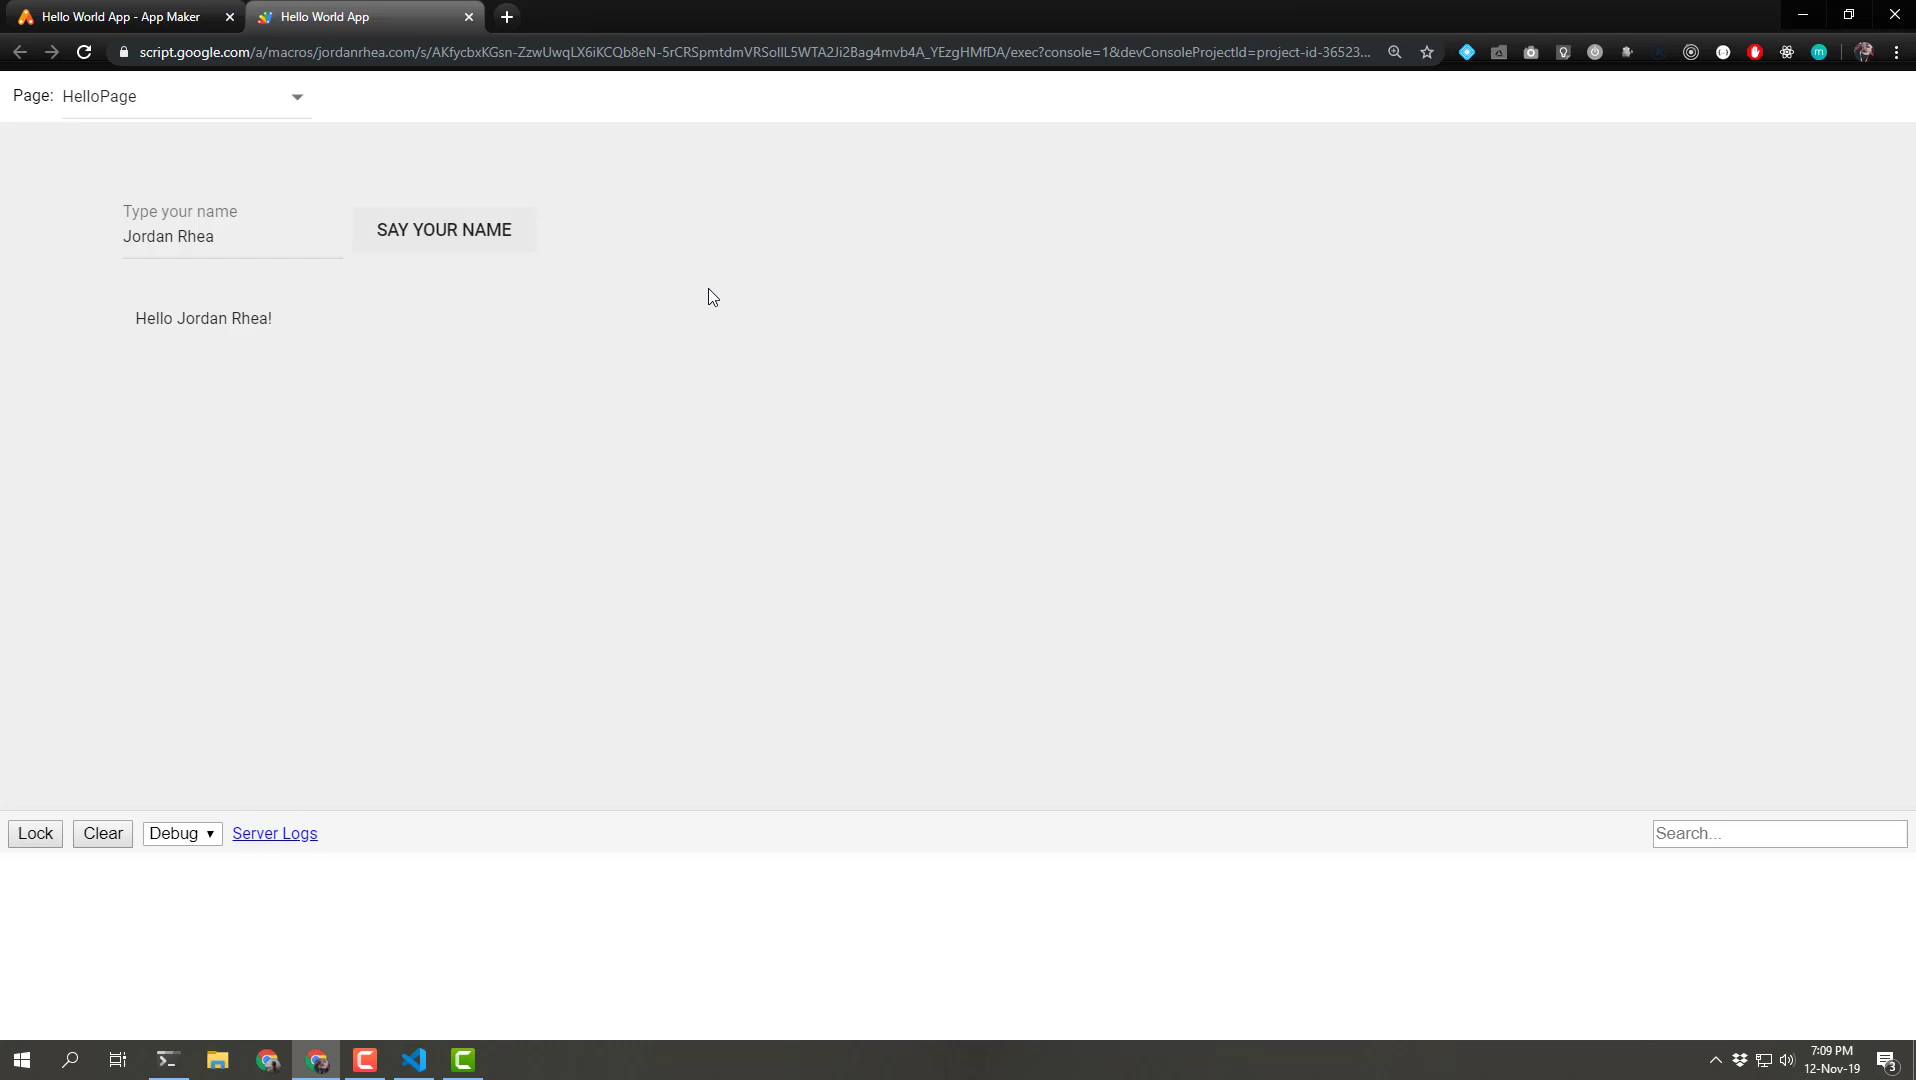 Hello World App - App Maker
Hello World App
script.google.com/a/macros/jordanrhea.com/s/AKfycbxKGsn-ZzwUwqLX6iKCQb8eN-5rCRSpmtdmVRSolIL5WTA2Ji2Bag4mvb4A_YEzgHMfDA/exec?console=1&devConsoleProjectId=project-id-36523...
Page: HelloPage
Type your name
Jordan Rhea
SAY YOUR NAME
Hello Jordan Rhea!
Lock Clear Debug Server Logs Search...
7:09 PM
12-Nov-19
3